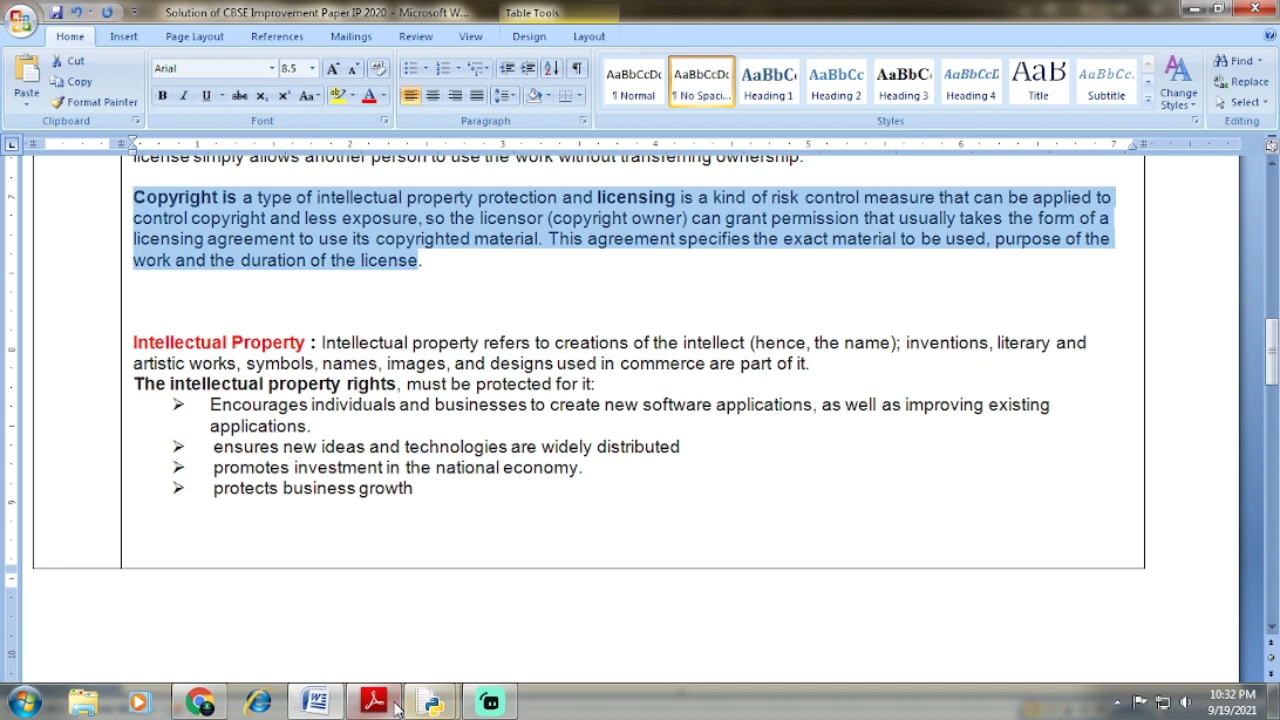 Solution of CBSE Improvement Paper IP 2020 - Microsoft W...
Table Tools
Home Insert Page Layout References Mailings Review View Design Layout
Paste
Cut
Copy
Format Painter
Clipboard
Arial 8.5
Font
Paragraph
AaBbCcDc AaBbCcDc AaBbC AaBbCc AaBbC AaBbCcD AaB AaBbCc.
¶ Normal ¶ No Spaci... Heading 1 Heading 2 Heading 3 Heading 4 Title Subtitle
Styles
Change
Styles
Find
Replace
Select
Editing
1 2 3 4 5 6 7
license simply allows another person to use the work without transferring ownership.
Copyright is a type of intellectual property protection and licensing is a kind of risk control measure that can be applied to
control copyright and less exposure, so the licensor (copyright owner) can grant permission that usually takes the form of a
licensing agreement to use its copyrighted material. This agreement specifies the exact material to be used, purpose of the
work and the duration of the license.
Intellectual Property : Intellectual property refers to creations of the intellect (hence, the name); inventions, literary and
artistic works, symbols, names, images, and designs used in commerce are part of it.
The intellectual property rights, must be protected for it:
Encourages individuals and businesses to create new software applications, as well as improving existing
applications.
ensures new ideas and technologies are widely distributed
promotes investment in the national economy.
protects business growth
10:32 PM
9/19/2021